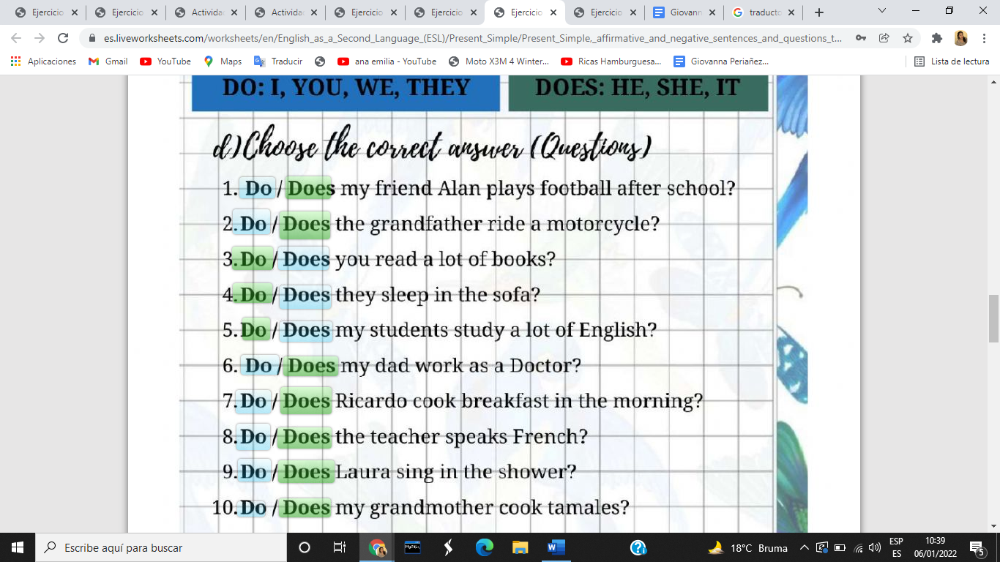 Ejercicio
Ejercicio
Activida
Activida
Ejercicio
Ejercicio
Ejercicio
Ejercicio
Giovann
traducto
es.liveworksheets.com/worksheets/en/English_as_a_Second_Language_(ESL)/Present_Simple/Present_Simple,_affirmative_and_negative_sentences_and_questions_t...
Aplicaciones
Gmail
YouTube
Maps
Traducir
ana emilia - YouTube
Moto X3M 4 Winter...
Ricas Hamburguesa...
Giovanna Periañez...
Lista de lectura
DO: I, YOU, WE, THEY
DOES: HE, SHE, IT
d) Choose the correct answer (Questions)
1. Do / Does my friend Alan plays football after school?
2. Do / Does the grandfather ride a motorcycle?
3. Do / Does you read a lot of books?
4. Do / Does they sleep in the sofa?
5. Do / Does my students study a lot of English?
6. Do / Does my dad work as a Doctor?
7. Do / Does Ricardo cook breakfast in the morning?
8. Do / Does the teacher speaks French?
9. Do / Does Laura sing in the shower?
10. Do / Does my grandmother cook tamales?
Escribe aquí para buscar
18°C Bruma
ESP
ES
10:39
06/01/2022
5